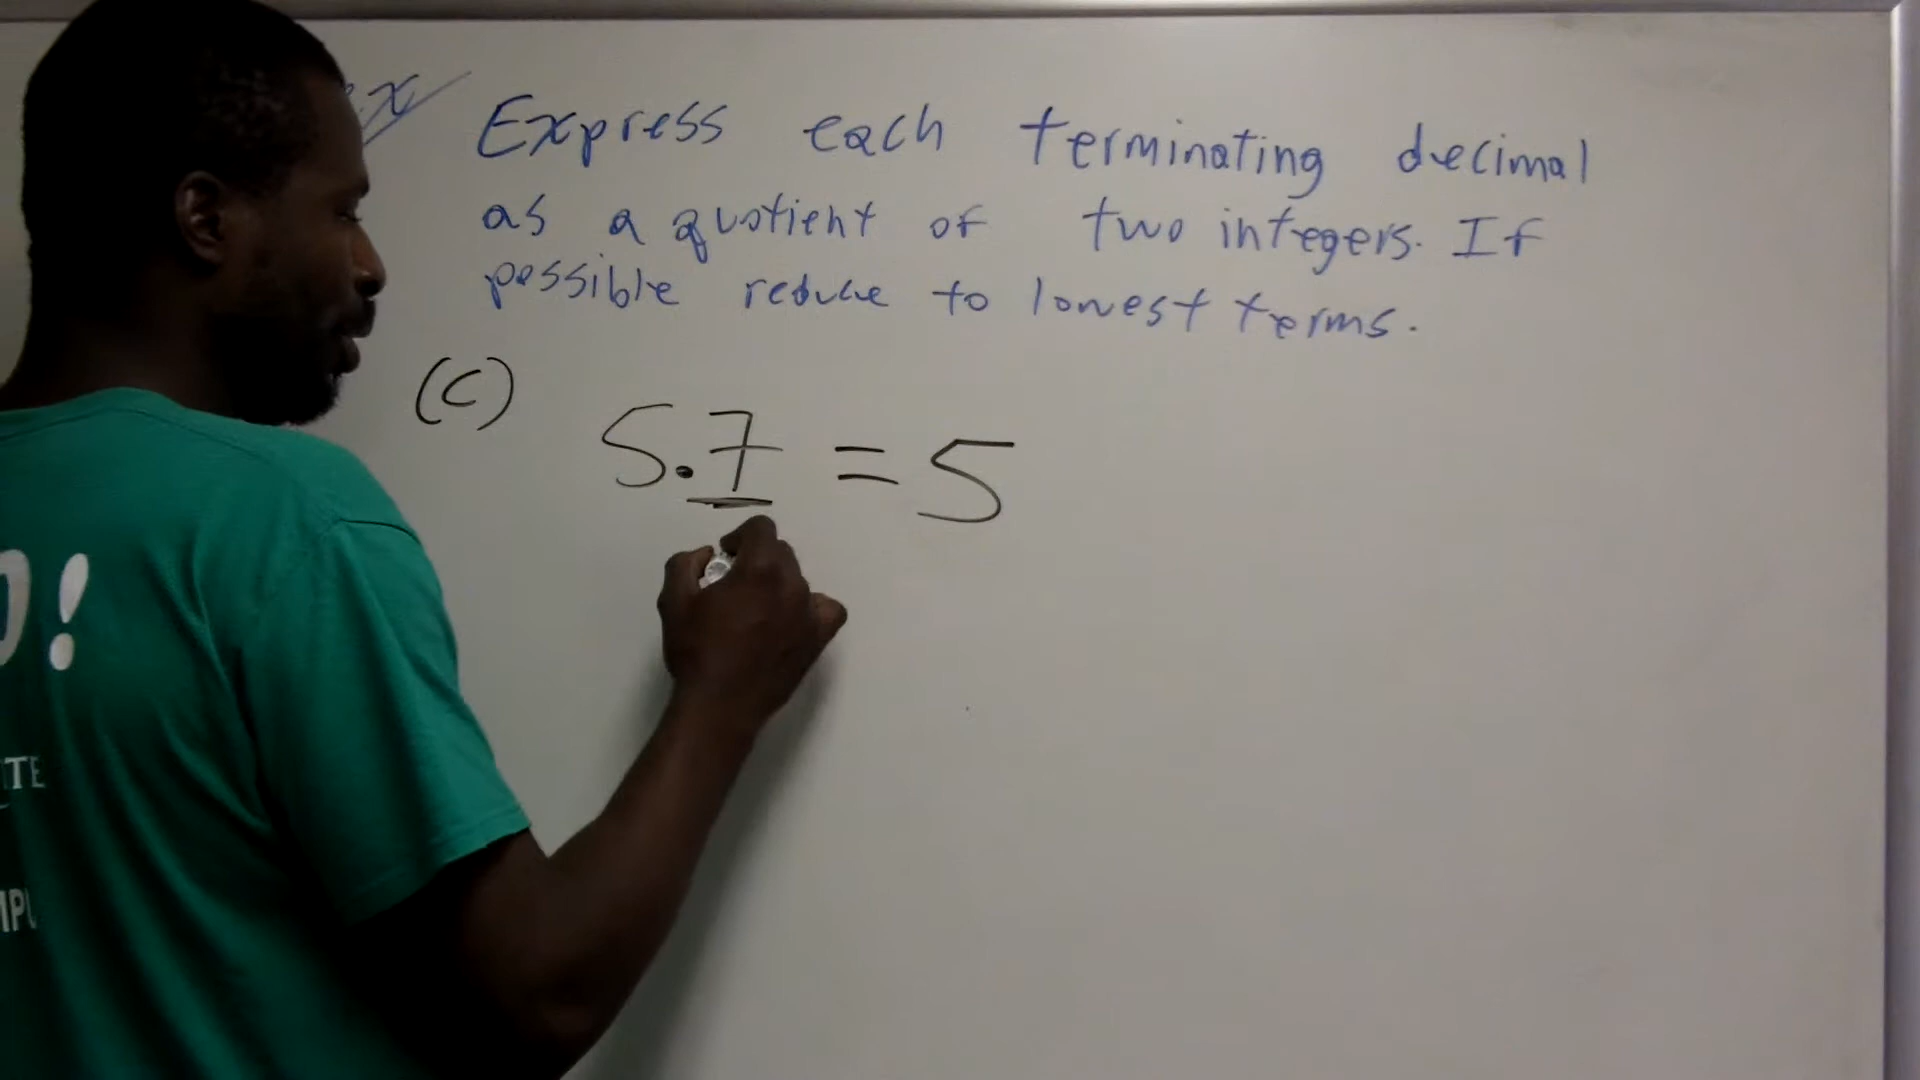 Express each terminating decimal
as a quotient of two integers. If
possible reduce to lowest terms.
(c) 5.7 = 5
!